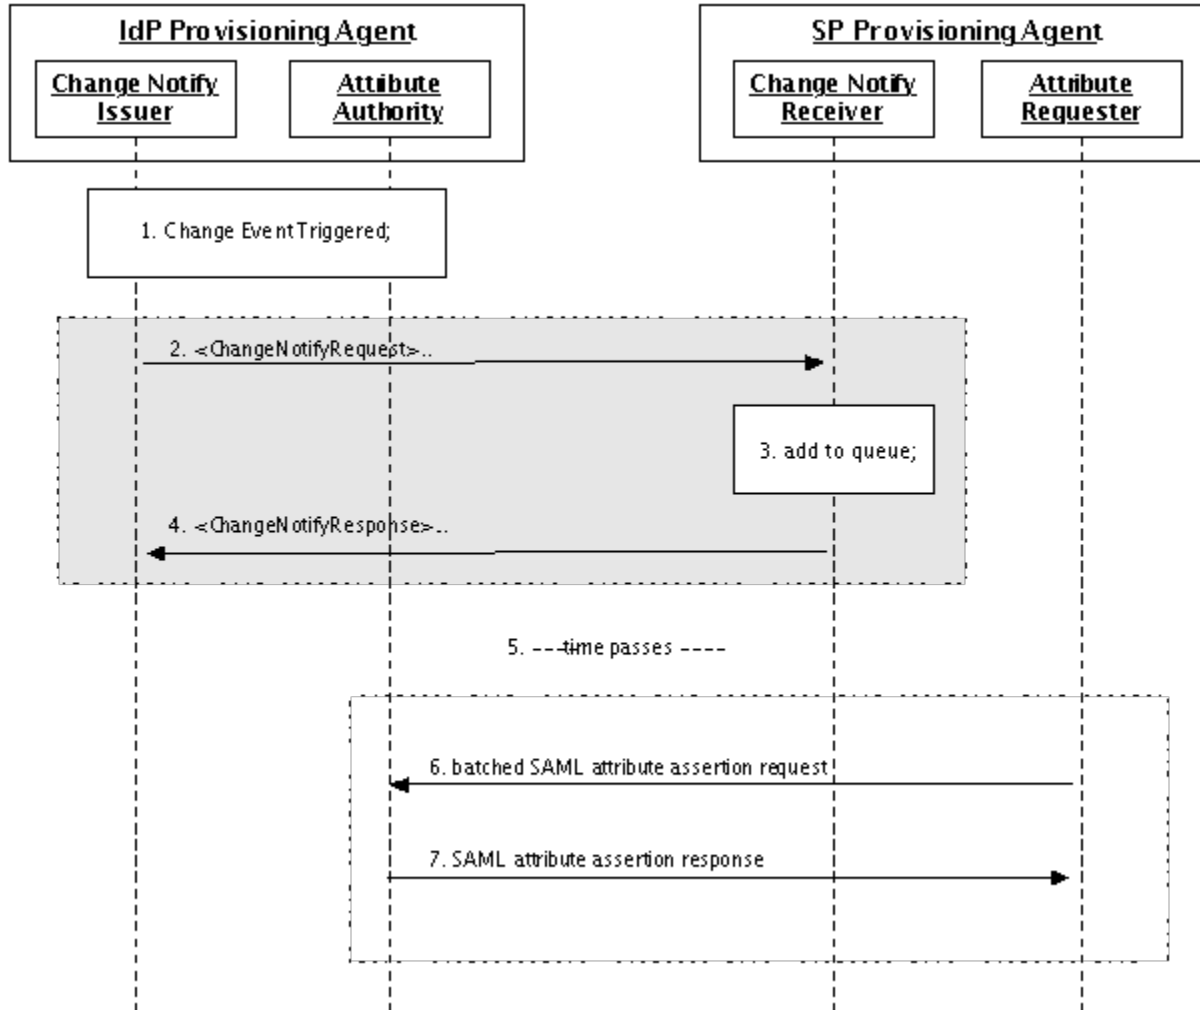 IdP Provisioning Agent
SP Provisioning Agent
Change Notify
Issuer
Attibute
Authority
Change Notify
Receiver
Attribute
Requester
1. Change Event Triggered;
2. <ChangeNotifyRequest>..
3. add to queue;
4. <ChangeNotifyResponse>...
5. ----time passes ----
6. batched SAML attribute assertion request
7. SAML attribute assertion response